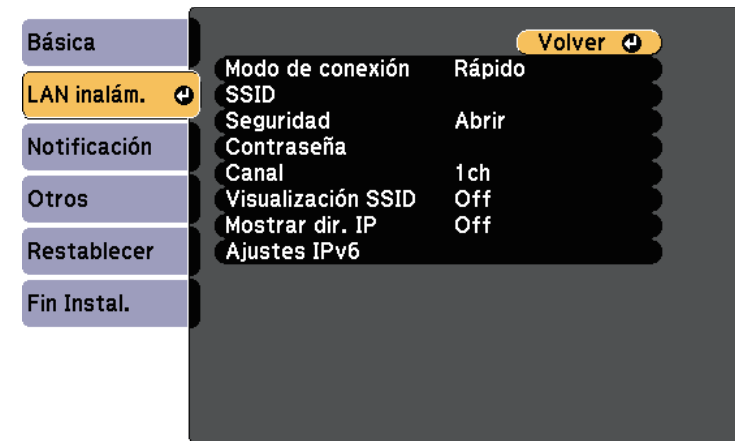 Básica
LAN inalám.
Notificación
Otros
Restablecer
Fin Instal.
Volver
Modo de conexión Rápido
SSID
Seguridad Abrir
Contraseña
Canal 1ch
Visualización SSID Off
Mostrar dir. IP Off
Ajustes IPv6